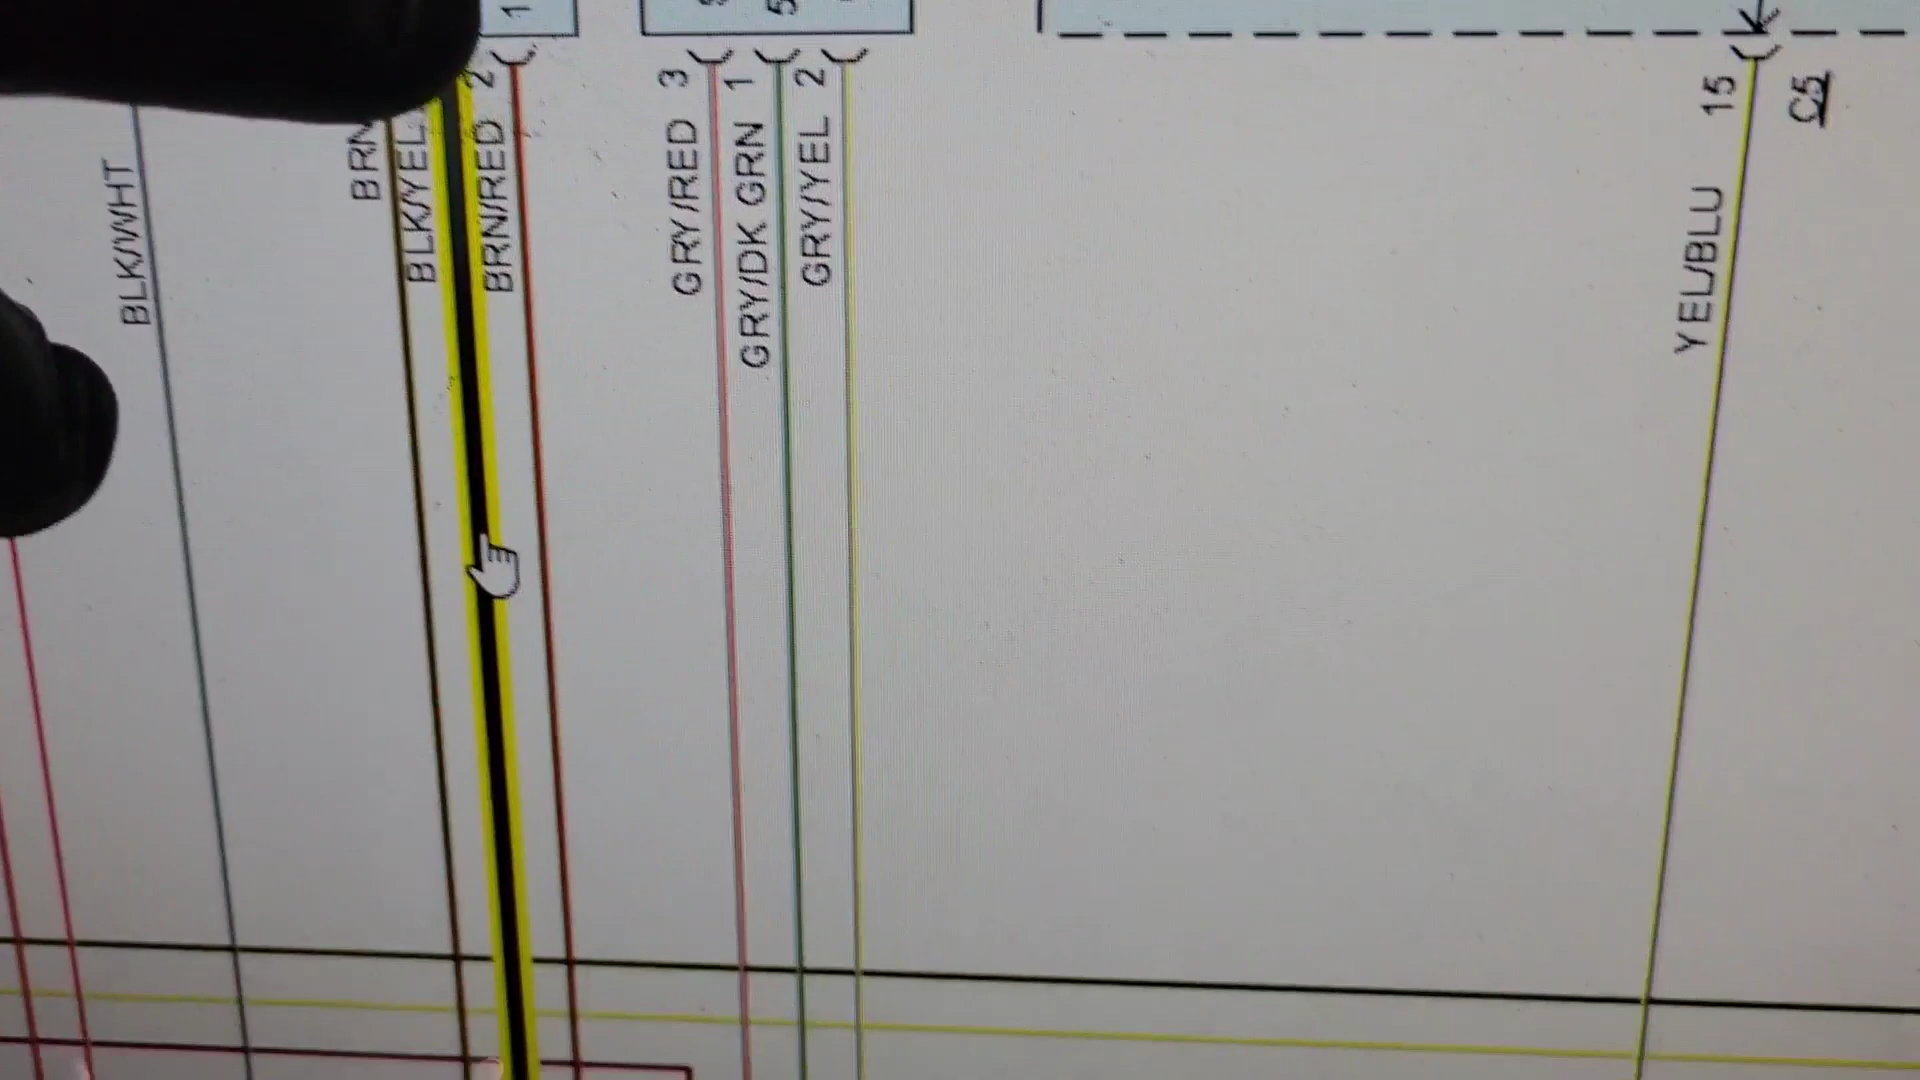 BLK/WHT
BRN
BLK/YEL
BRN/RED 2
1
GRY/RED 3
GRY/DK GRN 1
GRY/YEL 2
5
YEL/BLU 15
C5